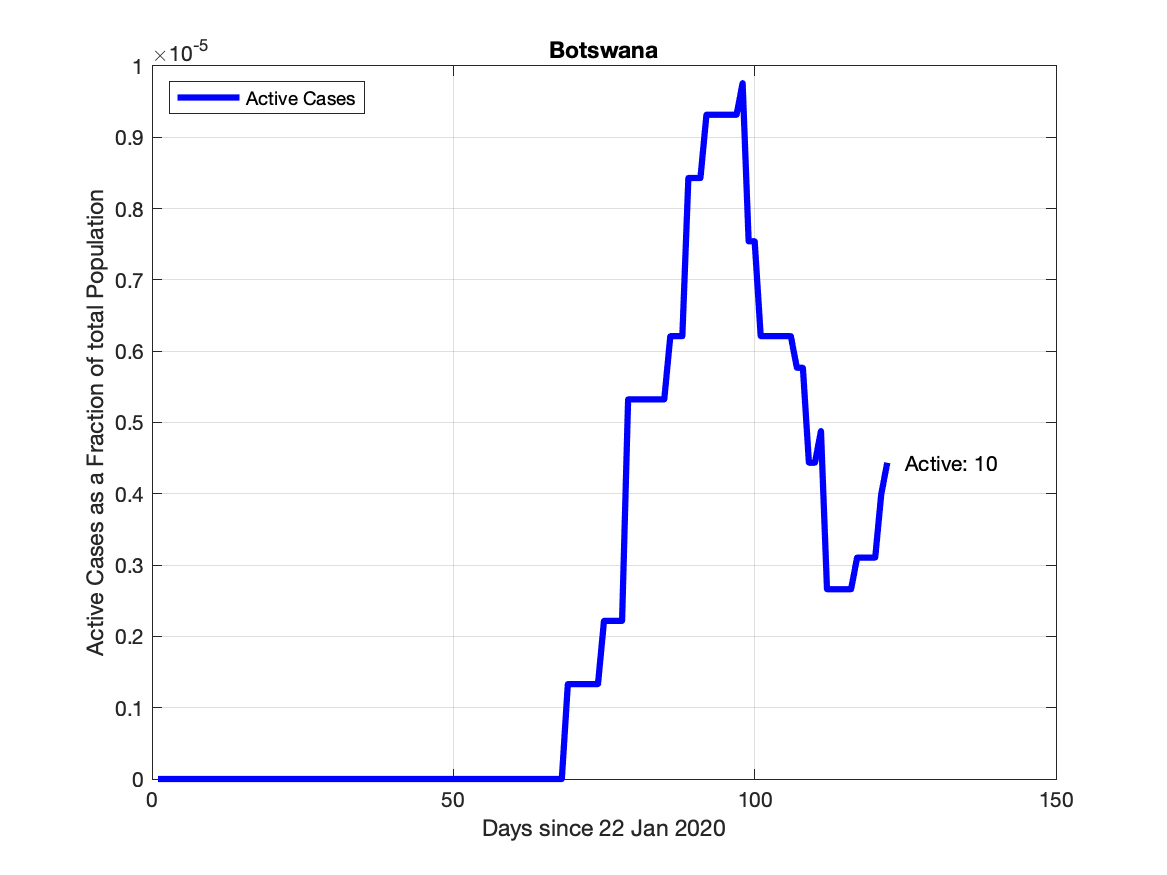 Botswana
×10-5
Active Cases
1
0.9
0.8
0.7
0.6
0.5
0.4
0.3
0.2
0.1
0
Active Cases as a Fraction of total Population
Active: 10
0 50 100 150
Days since 22 Jan 2020